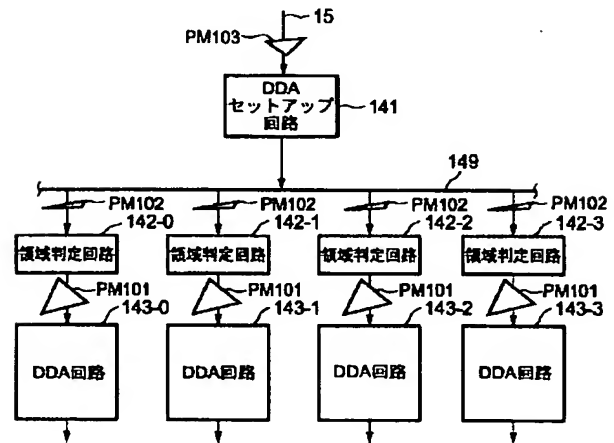 15
PM103
DDA
セットアップ
回路
141
149
PM102 PM102 PM102 PM102
142-0 142-1 142-2 142-3
領域判定回路 領域判定回路 領域判定回路 領域判定回路
PM101 PM101 PM101 PM101
143-0 143-1 143-2 143-3
DDA回路 DDA回路 DDA回路 DDA回路